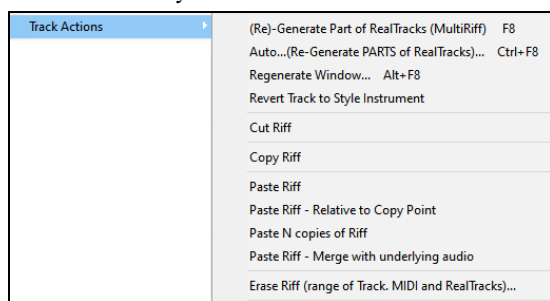 Track Actions
(Re)-Generate Part of RealTracks (MultiRiff) F8
Auto...(Re-Generate PARTS of RealTracks)... Ctrl+F8
Regenerate Window... Alt+F8
Revert Track to Style Instrument
Cut Riff
Copy Riff
Paste Riff
Paste Riff - Relative to Copy Point
Paste N copies of Riff
Paste Riff - Merge with underlying audio
Erase Riff (range of Track. MIDI and RealTracks)...